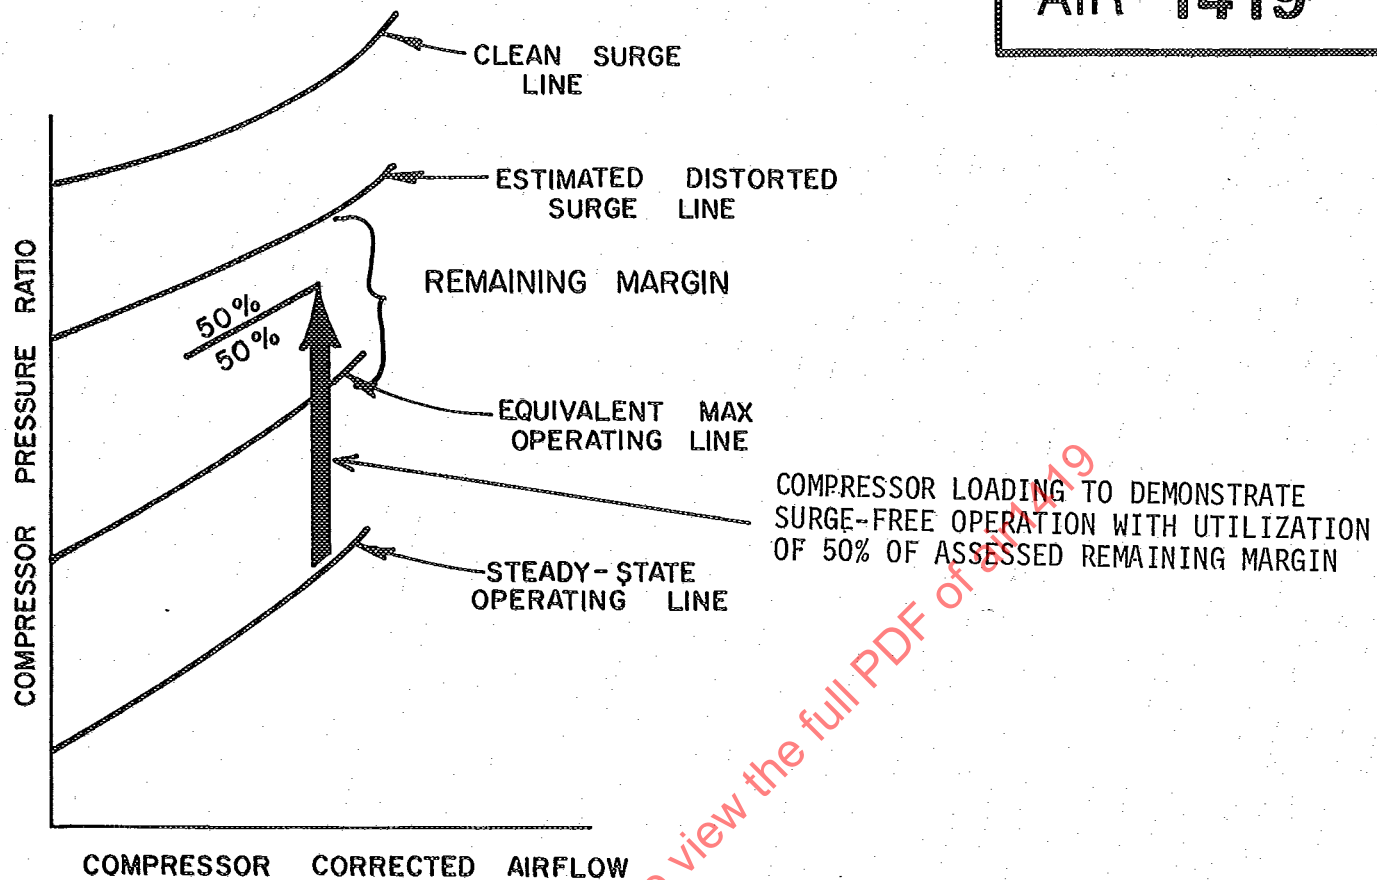 AIR 1419
CLEAN SURGE
LINE
ESTIMATED DISTORTED
SURGE LINE
REMAINING MARGIN
50%
50%
EQUIVALENT MAX
OPERATING LINE
COMPRESSOR LOADING TO DEMONSTRATE
SURGE-FREE OPERATION WITH UTILIZATION
OF 50% OF ASSESSED REMAINING MARGIN
STEADY-STATE
OPERATING LINE
COMPRESSOR PRESSURE RATIO
COMPRESSOR CORRECTED AIRFLOW
view the full PDF of air1419